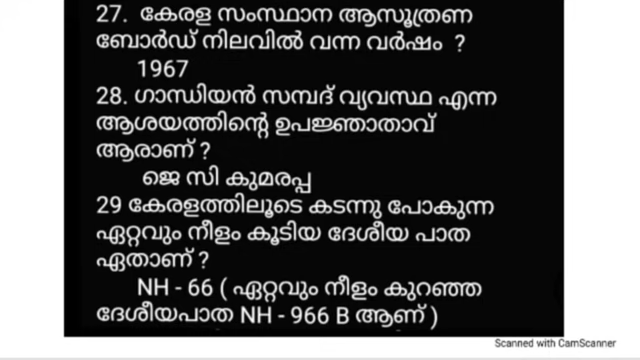 27. കേരള സംസ്ഥാന ആസൂത്രണ
ബോർഡ് നിലവിൽ വന്ന വർഷം ?
1967
28. ഗാന്ധിയൻ സമ്പദ് വ്യവസ്ഥ എന്ന
ആശയത്തിന്റെ ഉപജ്ഞാതാവ്
ആരാണ് ?
ജെ സി കുമരപ്പ
29 കേരളത്തിലൂടെ കടന്നു പോകുന്ന
ഏറ്റവും നീളം കൂടിയ ദേശീയ പാത
ഏതാണ് ?
NH - 66 ( ഏറ്റവും നീളം കുറഞ്ഞ
ദേശീയപാത NH - 966 B ആണ് )
Scanned with CamScanner